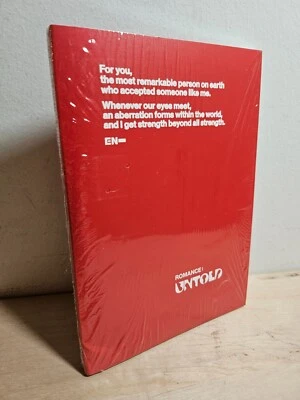 For you,
the most remarkable person on earth
who accepted someone like me.
Whenever our eyes meet,
an aberration forms within the world,
and I get strength beyond all strength.
EN-
ROMANCE :
UNTOLD